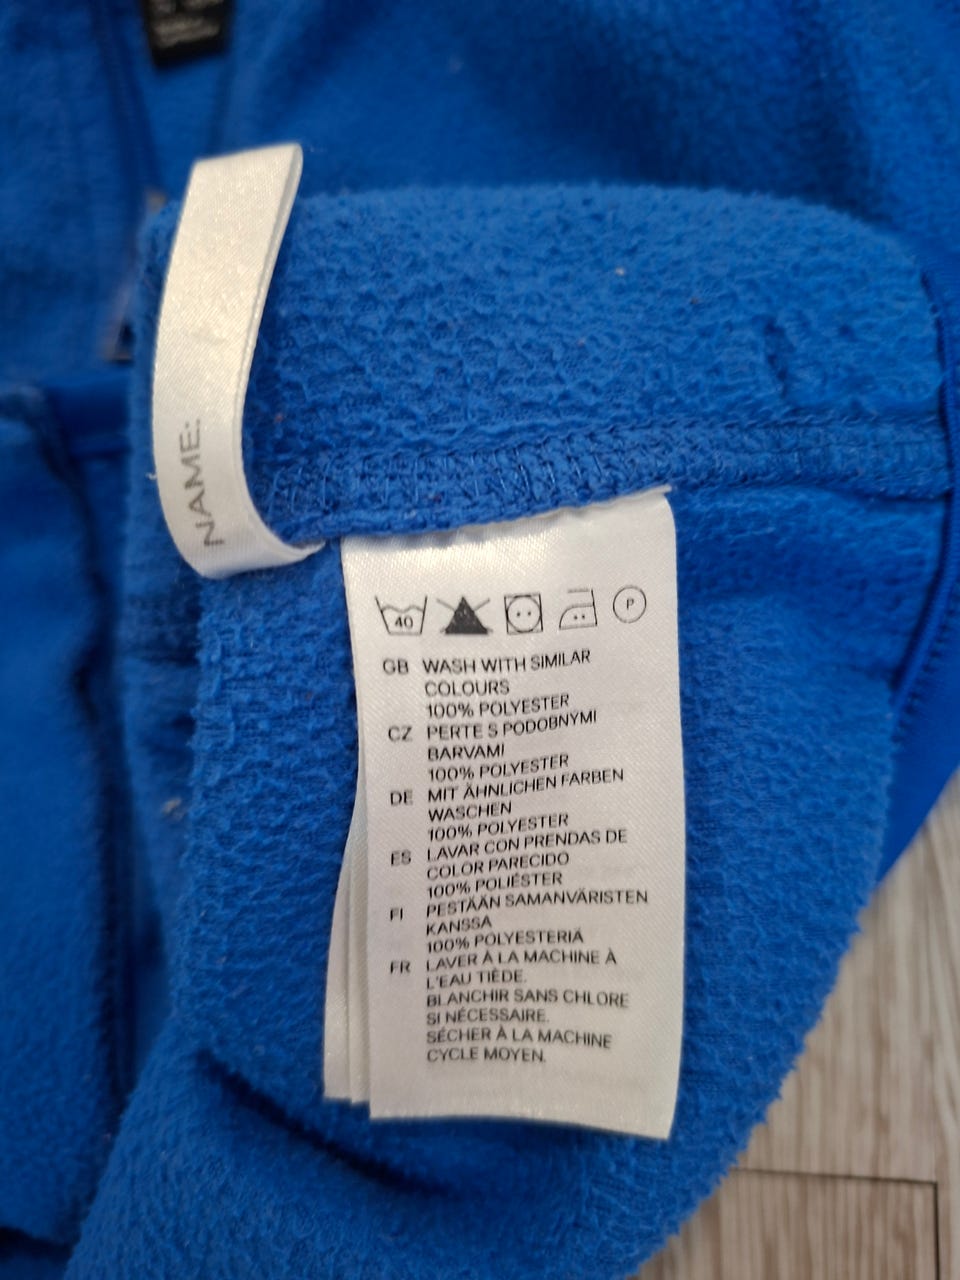 NAME:
40
P
GB WASH WITH SIMILAR
COLOURS
100% POLYESTER
CZ PERTE S PODOBNÝMI
BARVAMI
100% POLYESTER
DE MIT ÄHNLICHEN FARBEN
WASCHEN
100% POLYESTER
ES LAVAR CON PRENDAS DE
COLOR PARECIDO
100% POLIÉSTER
FI PESTÄÄN SAMANVÄRISTEN
KANSSA
100% POLYESTERIÄ
FR LAVER À LA MACHINE À
L'EAU TIÈDE.
BLANCHIR SANS CHLORE
SI NÉCESSAIRE.
SÉCHER À LA MACHINE
CYCLE MOYEN.